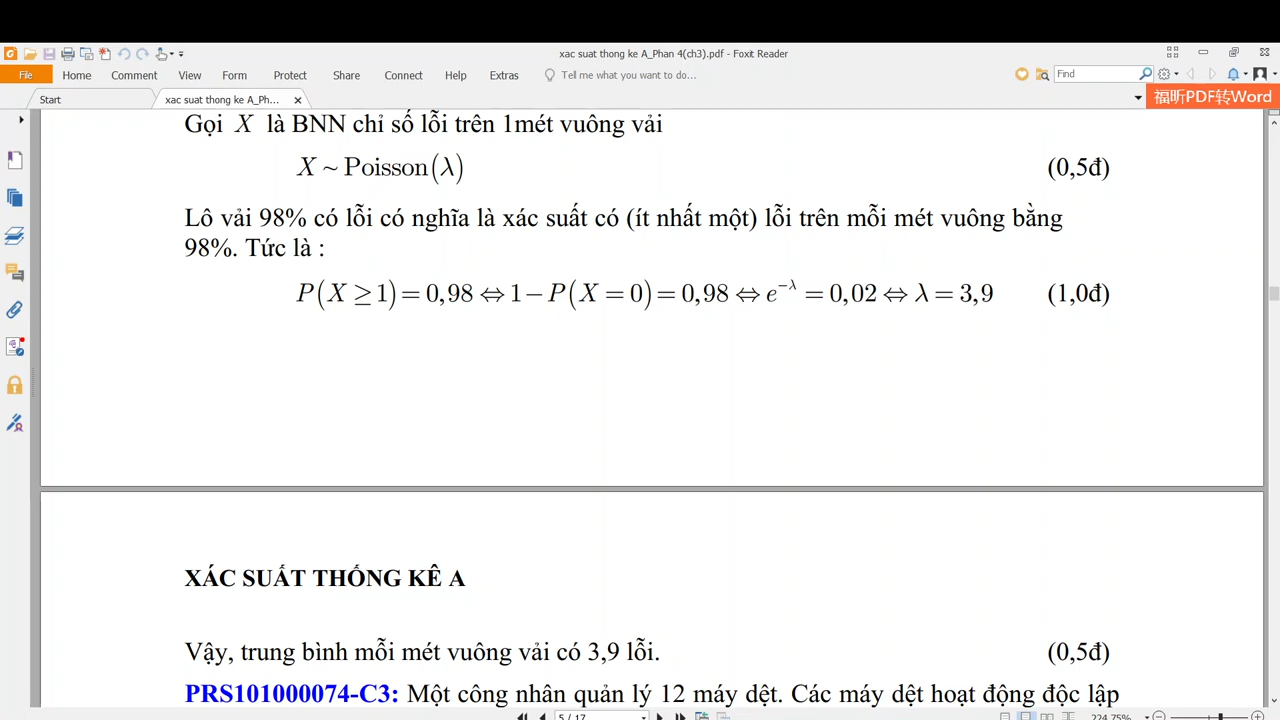 xac suat thong ke A_Phan 4(ch3).pdf - Foxit Reader
File Home Comment View Form Protect Share Connect Help Extras Tell me what you want to do... Find
Start xac suat thong ke A_Ph... 福昕PDF转Word
Gọi X là BNN chỉ số lỗi trên 1mét vuông vải
X ~ Poisson(λ) (0,5đ)
Lô vải 98% có lỗi có nghĩa là xác suất có (ít nhất một) lỗi trên mỗi mét vuông bằng
98%. Tức là :
P(X ≥ 1) = 0,98 ⇔ 1 − P(X = 0) = 0,98 ⇔ e^{−λ} = 0,02 ⇔ λ = 3,9 (1,0đ)
XÁC SUẤT THỐNG KÊ A
Vậy, trung bình mỗi mét vuông vải có 3,9 lỗi. (0,5đ)
PRS101000074-C3: Một công nhân quản lý 12 máy dệt. Các máy dệt hoạt động độc lập
5 / 17 224.75%